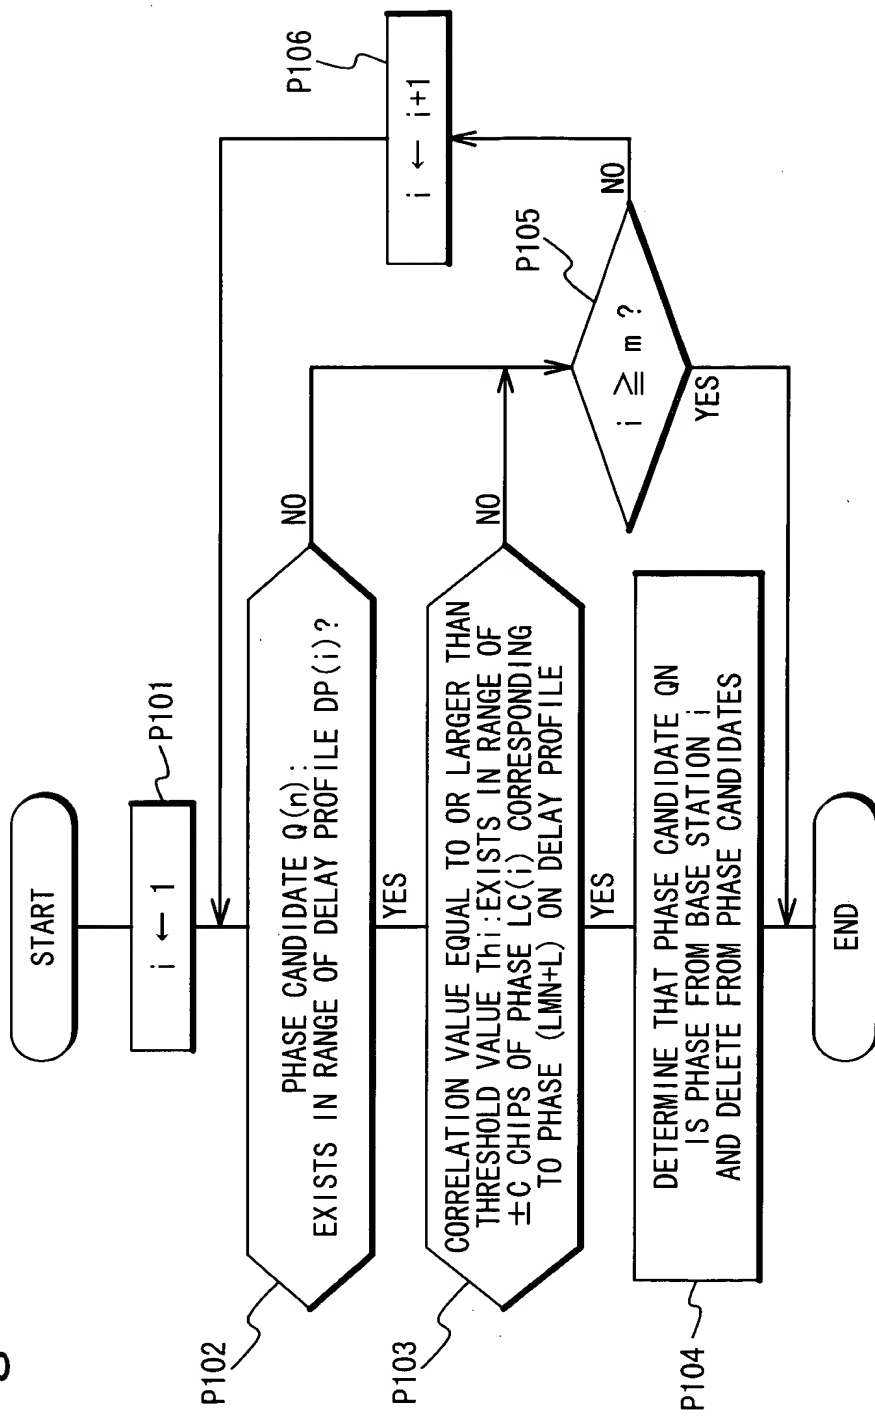 START
i ← 1
P101
PHASE CANDIDATE Q(n):
EXISTS IN RANGE OF DELAY PROFILE DP(i)?
P102
YES
NO
CORRELATION VALUE EQUAL TO OR LARGER THAN
THRESHOLD VALUE Thi:EXISTS IN RANGE OF
±C CHIPS OF PHASE LC(i) CORRESPONDING
TO PHASE (LMN+L) ON DELAY PROFILE
P103
YES
NO
DETERMINE THAT PHASE CANDIDATE QN
IS PHASE FROM BASE STATION i
AND DELETE FROM PHASE CANDIDATES
P104
i ≧ m ?
P105
YES
NO
i ← i+1
P106
END